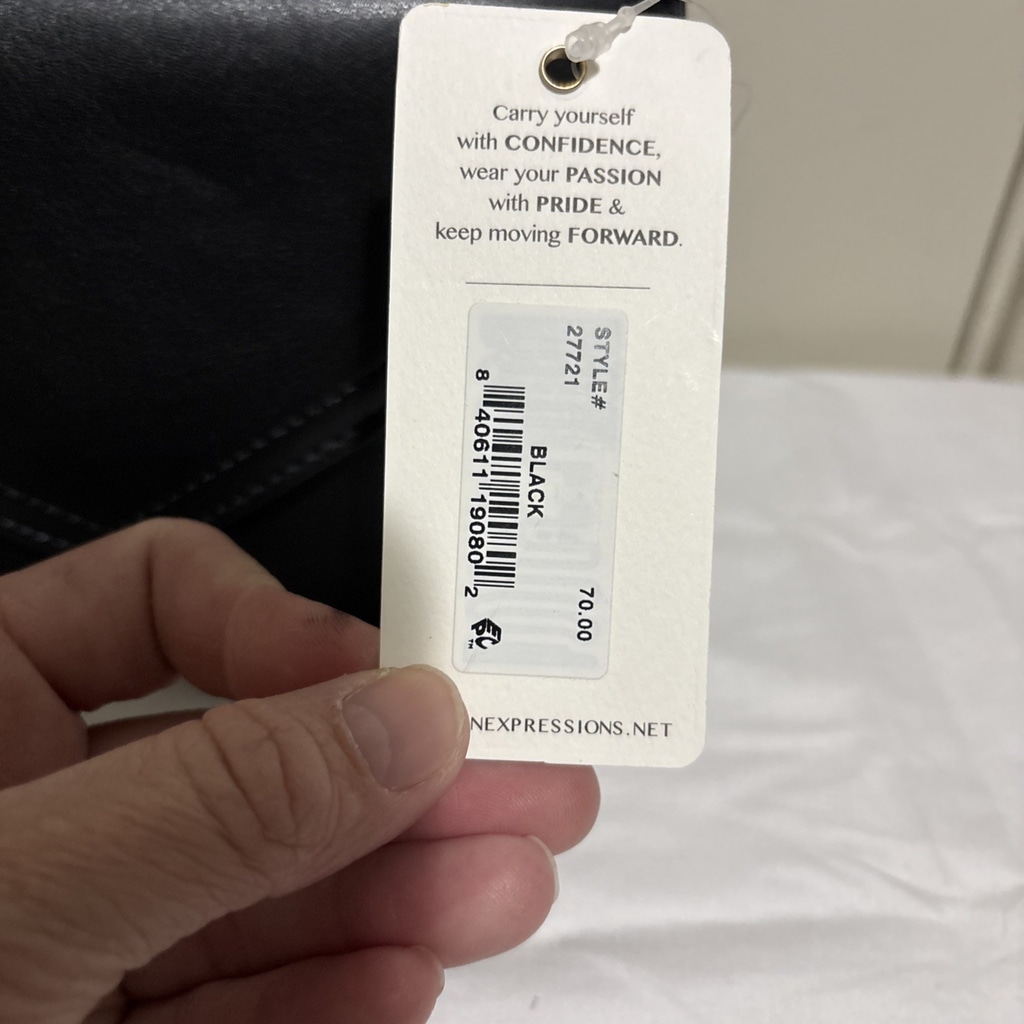 Carry yourself
with CONFIDENCE,
wear your PASSION
with PRIDE &
keep moving FORWARD.
STYLE#
27721
BLACK
70.00
8 40611 19080 2
EPC™
NEXPRESSIONS.NET